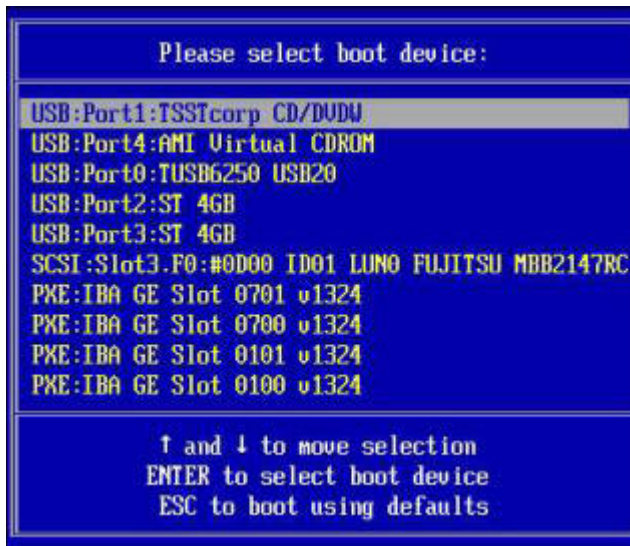 Please select boot device:
USB:Port1:TSSTcorp CD/DVDW
USB:Port4:AMI Virtual CDROM
USB:Port0:TUSB6250 USB20
USB:Port2:ST 4GB
USB:Port3:ST 4GB
SCSI:Slot3.F0:#0D00 ID01 LUN0 FUJITSU MBB2147RC
PXE:IBA GE Slot 0701 v1324
PXE:IBA GE Slot 0700 v1324
PXE:IBA GE Slot 0101 v1324
PXE:IBA GE Slot 0100 v1324
↑ and ↓ to move selection
ENTER to select boot device
ESC to boot using defaults